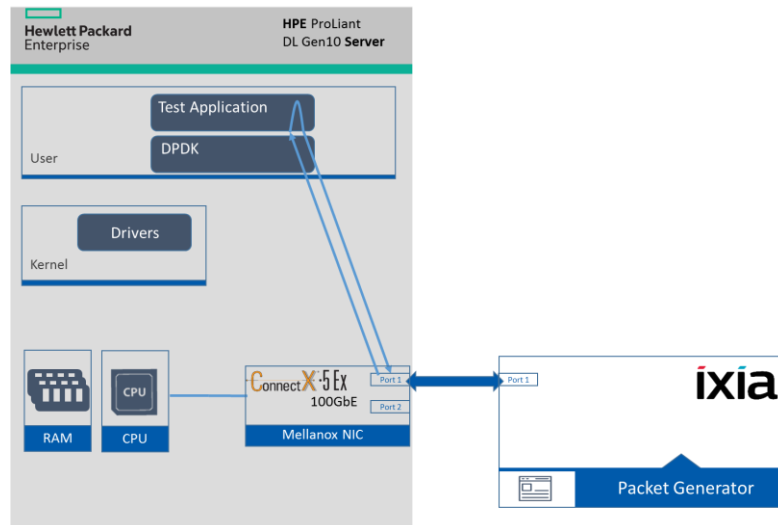 Hewlett Packard
Enterprise
HPE ProLiant
DL Gen10 Server
Test Application
DPDK
User
Drivers
Kernel
RAM
CPU
CPU
ConnectX·5 Ex
100GbE
Port 1
Port 2
Mellanox NIC
Port 1
ixia
Packet Generator